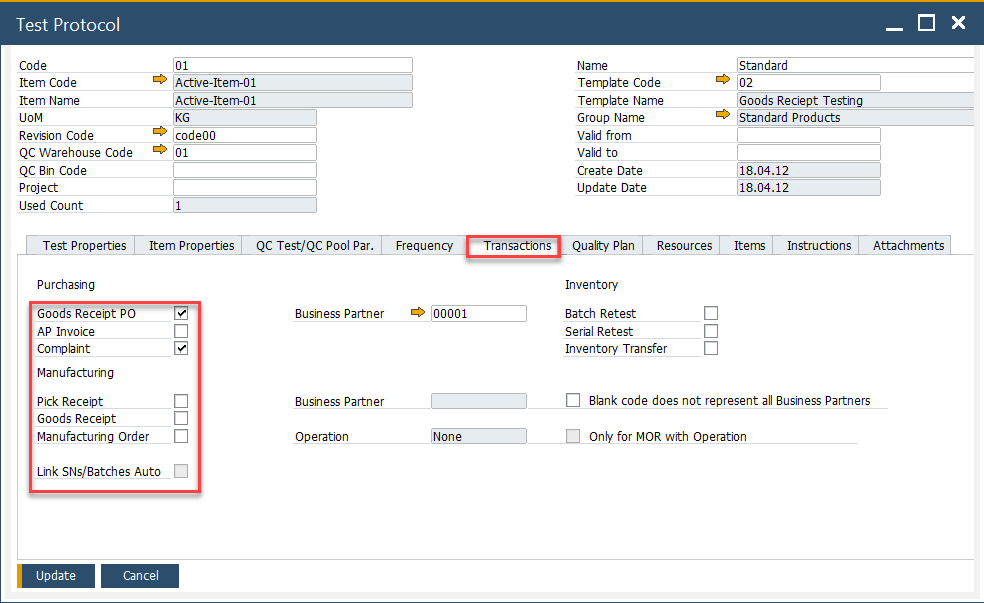 Test Protocol
Code 01 Name Standard
Item Code Active-Item-01 Template Code 02
Item Name Active-Item-01 Template Name Goods Reciept Testing
UoM KG Group Name Standard Products
Revision Code code00 Valid from
QC Warehouse Code 01 Valid to
QC Bin Code Create Date 18.04.12
Project Update Date 18.04.12
Used Count 1
Test Properties Item Properties QC Test/QC Pool Par. Frequency Transactions Quality Plan Resources Items Instructions Attachments
Purchasing Inventory
Goods Receipt PO Business Partner 00001 Batch Retest
AP Invoice Serial Retest
Complaint Inventory Transfer
Manufacturing
Pick Receipt Business Partner Blank code does not represent all Business Partners
Goods Receipt
Manufacturing Order Operation None Only for MOR with Operation
Link SNs/Batches Auto
Update Cancel